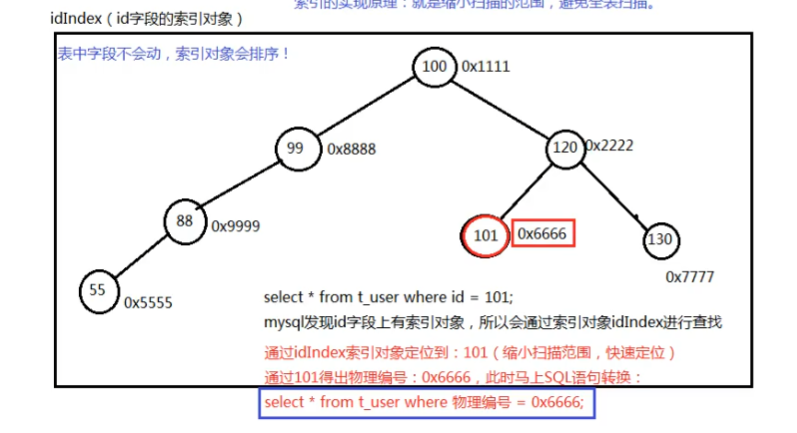 索引的实现原理：就是缩小扫描的范围，避免全表扫描。
idIndex（id字段的索引对象）
表中字段不会动，索引对象会排序！
100 0x1111
99 0x8888
120 0x2222
88 0x9999
101 0x6666
130
0x7777
55 0x5555
select * from t_user where id = 101;
mysql发现id字段上有索引对象，所以会通过索引对象idIndex进行查找
通过idIndex索引对象定位到：101（缩小扫描范围，快速定位）
通过101得出物理编号：0x6666，此时马上SQL语句转换：
select * from t_user where 物理编号 = 0x6666;